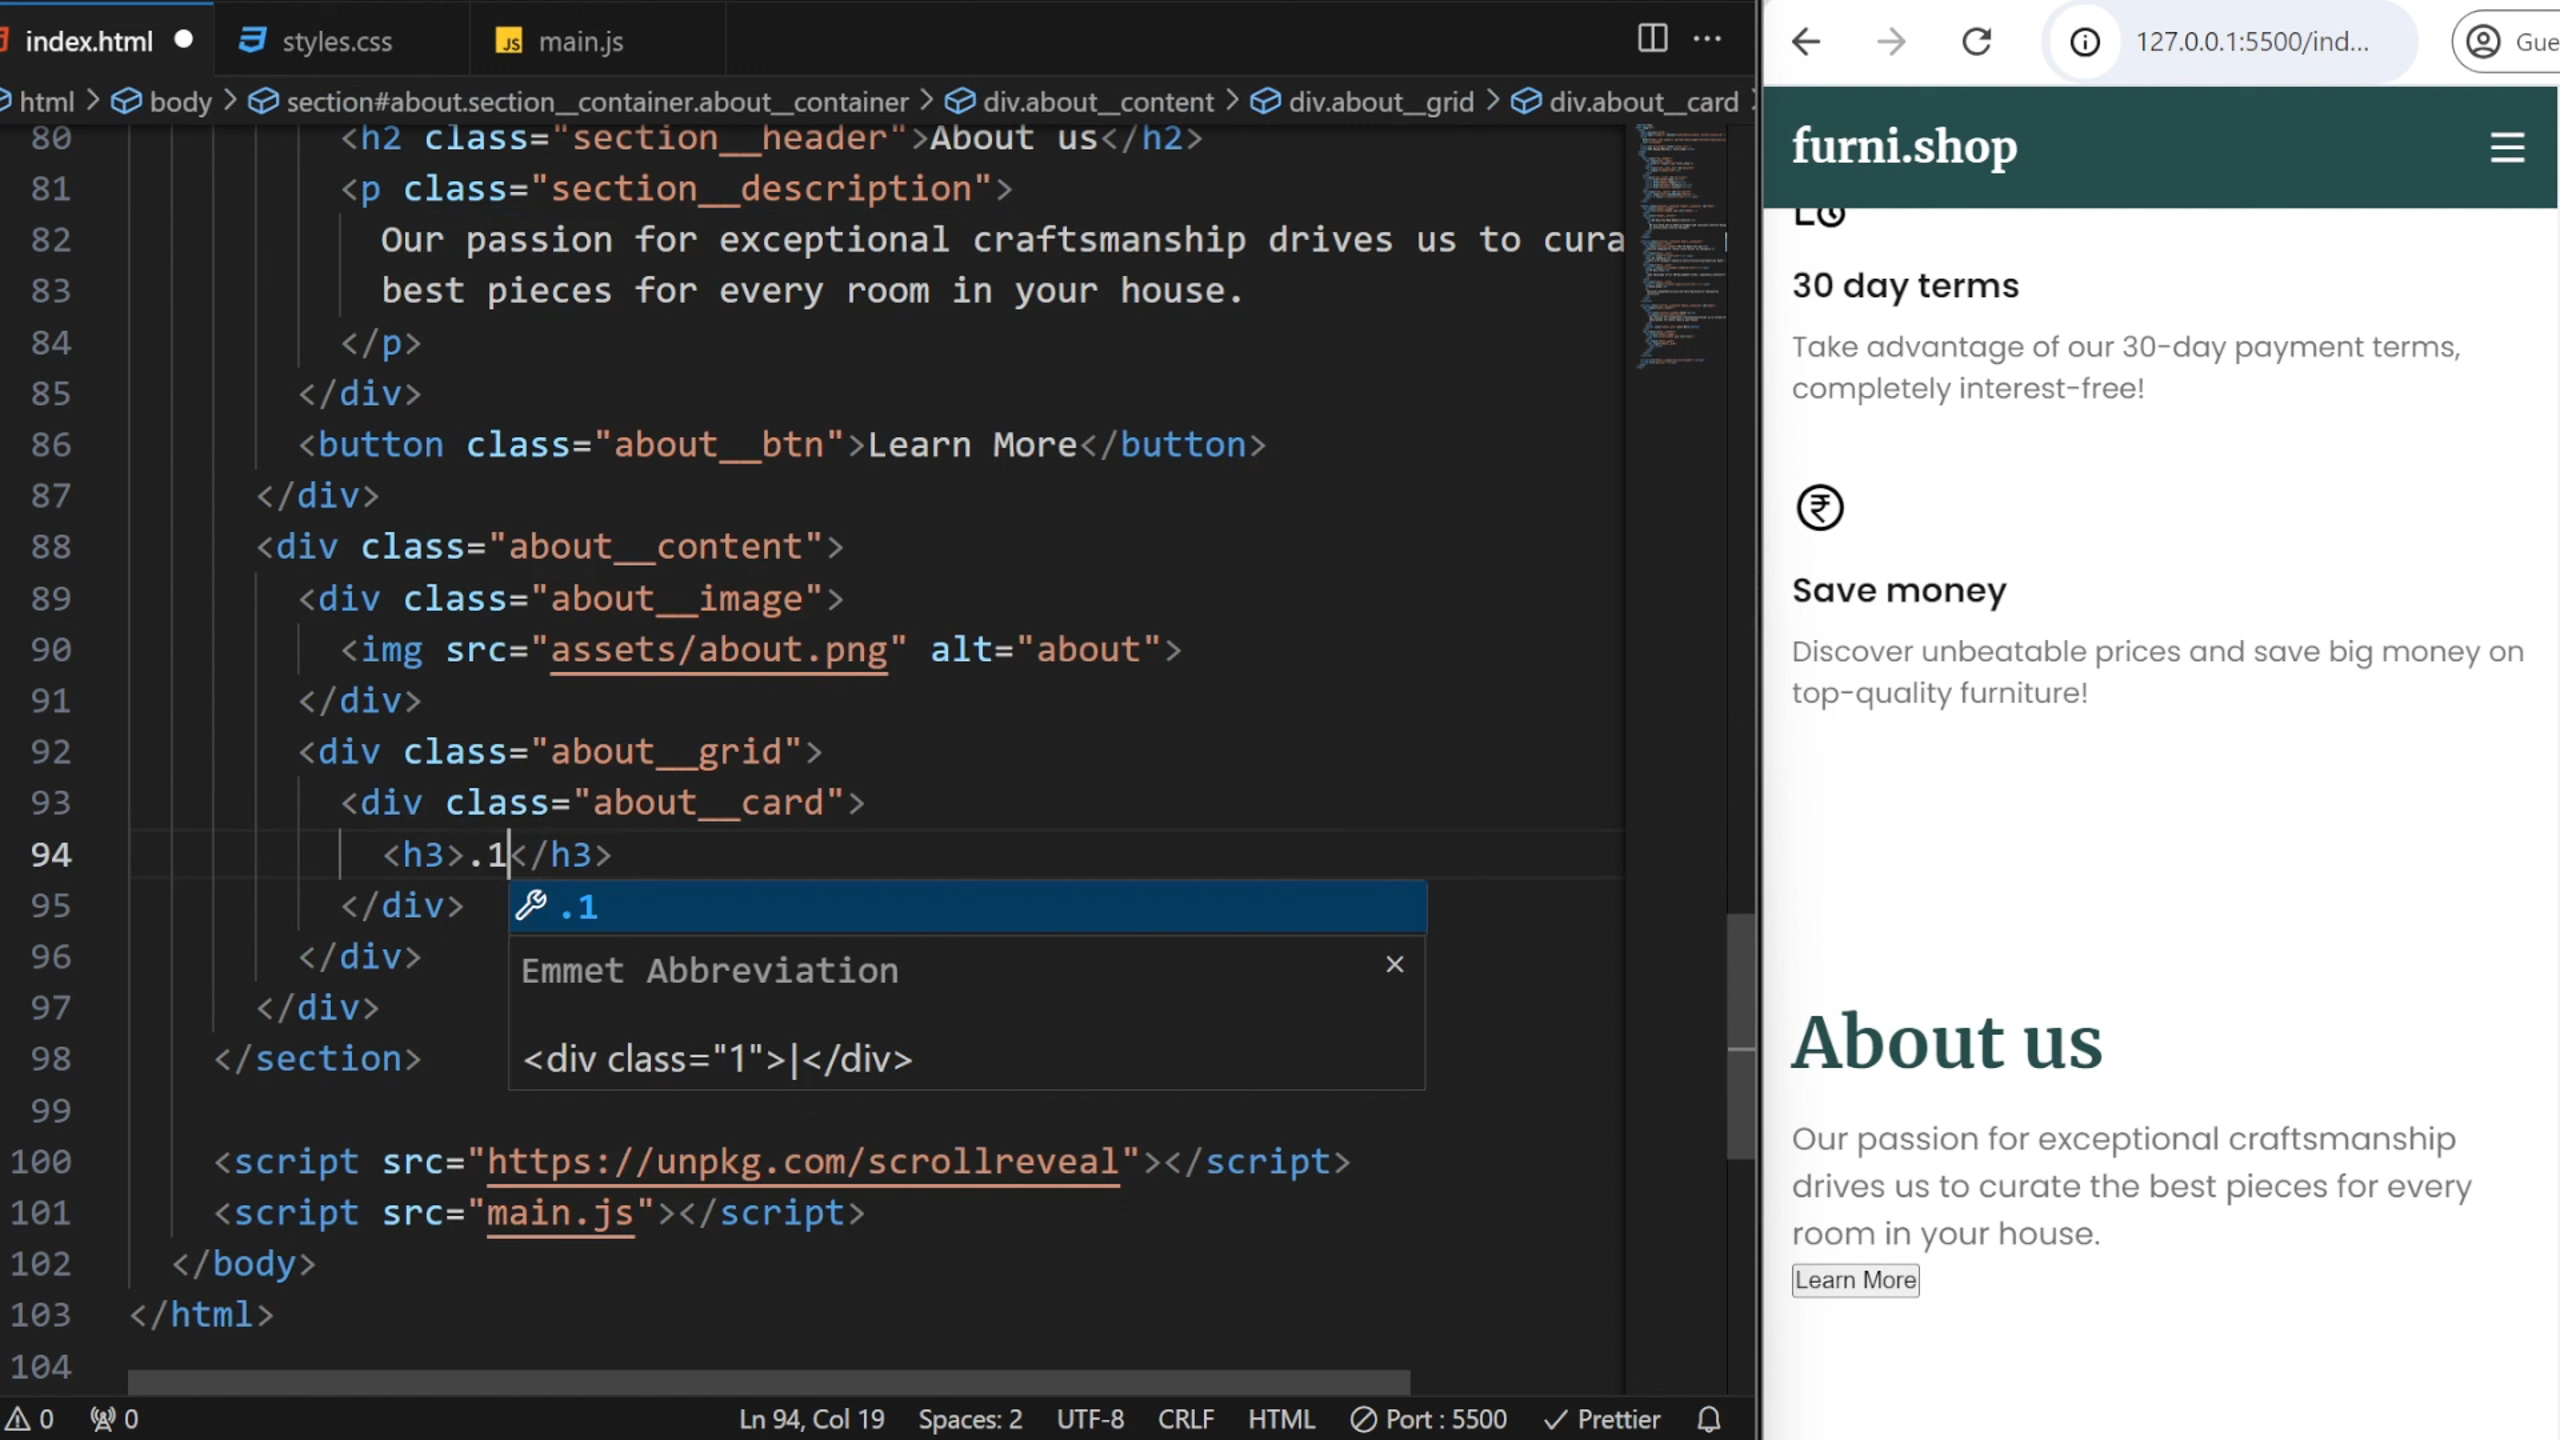 index.html
styles.css
JS main.js
127.0.0.1:5500/ind...
Gue
html > body > section#about.section__container.about__container > div.about__content > div.about__grid > div.about__card
80 <h2 class="section__header">About us</h2>
81 <p class="section__description">
82 Our passion for exceptional craftsmanship drives us to cura
83 best pieces for every room in your house.
84 </p>
85 </div>
86 <button class="about__btn">Learn More</button>
87 </div>
88 <div class="about__content">
89 <div class="about__image">
90 <img src="assets/about.png" alt="about">
91 </div>
92 <div class="about__grid">
93 <div class="about__card">
94 <h3>.1</h3>
95 </div>
96 </div>
97 </div>
98 </section>
99
100 <script src="https://unpkg.com/scrollreveal"></script>
101 <script src="main.js"></script>
102 </body>
103 </html>
104
.1
Emmet Abbreviation
<div class="1">|</div>
0 0 Ln 94, Col 19 Spaces: 2 UTF-8 CRLF HTML Port : 5500 Prettier
furni.shop
30 day terms
Take advantage of our 30-day payment terms,
completely interest-free!
₹
Save money
Discover unbeatable prices and save big money on
top-quality furniture!
About us
Our passion for exceptional craftsmanship
drives us to curate the best pieces for every
room in your house.
Learn More